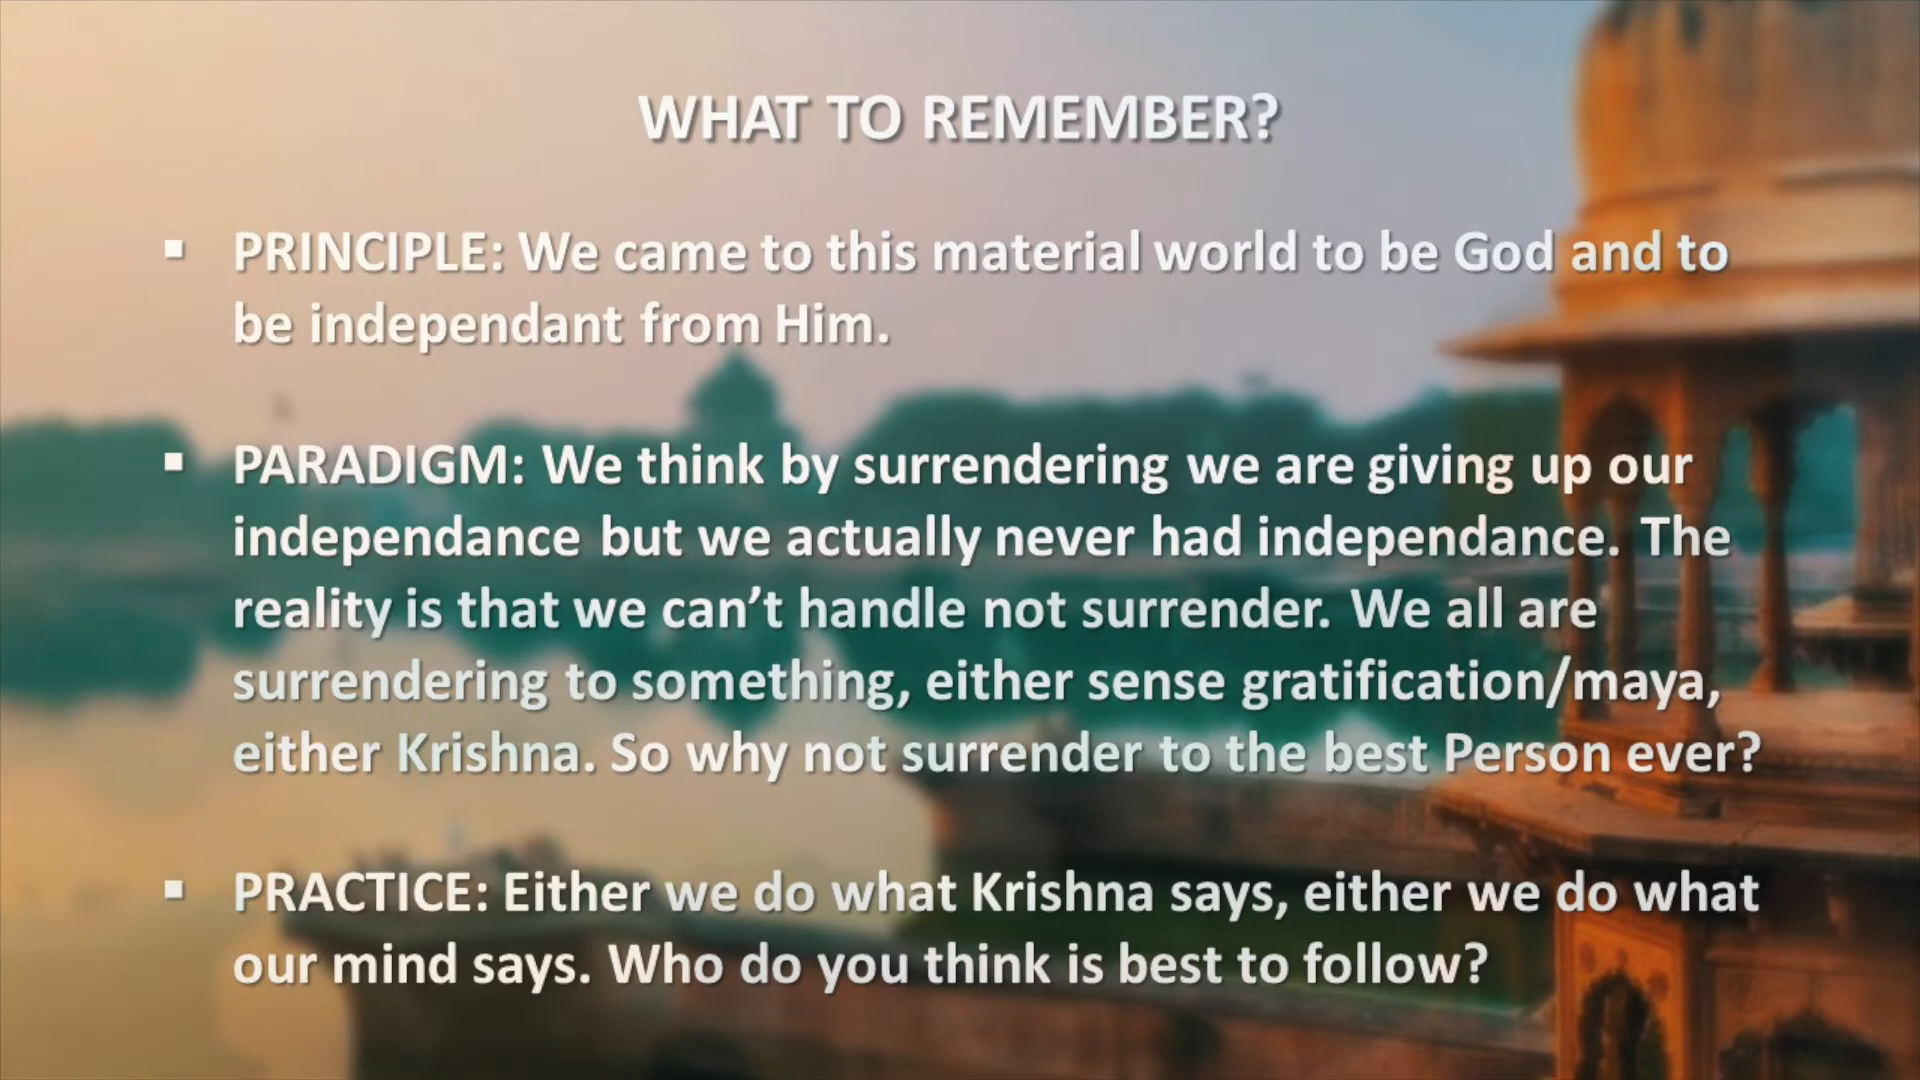 WHAT TO REMEMBER?
▪ PRINCIPLE: We came to this material world to be God and to
be independant from Him.
▪ PARADIGM: We think by surrendering we are giving up our
independance but we actually never had independance. The
reality is that we can’t handle not surrender. We all are
surrendering to something, either sense gratification/maya,
either Krishna. So why not surrender to the best Person ever?
▪ PRACTICE: Either we do what Krishna says, either we do what
our mind says. Who do you think is best to follow?